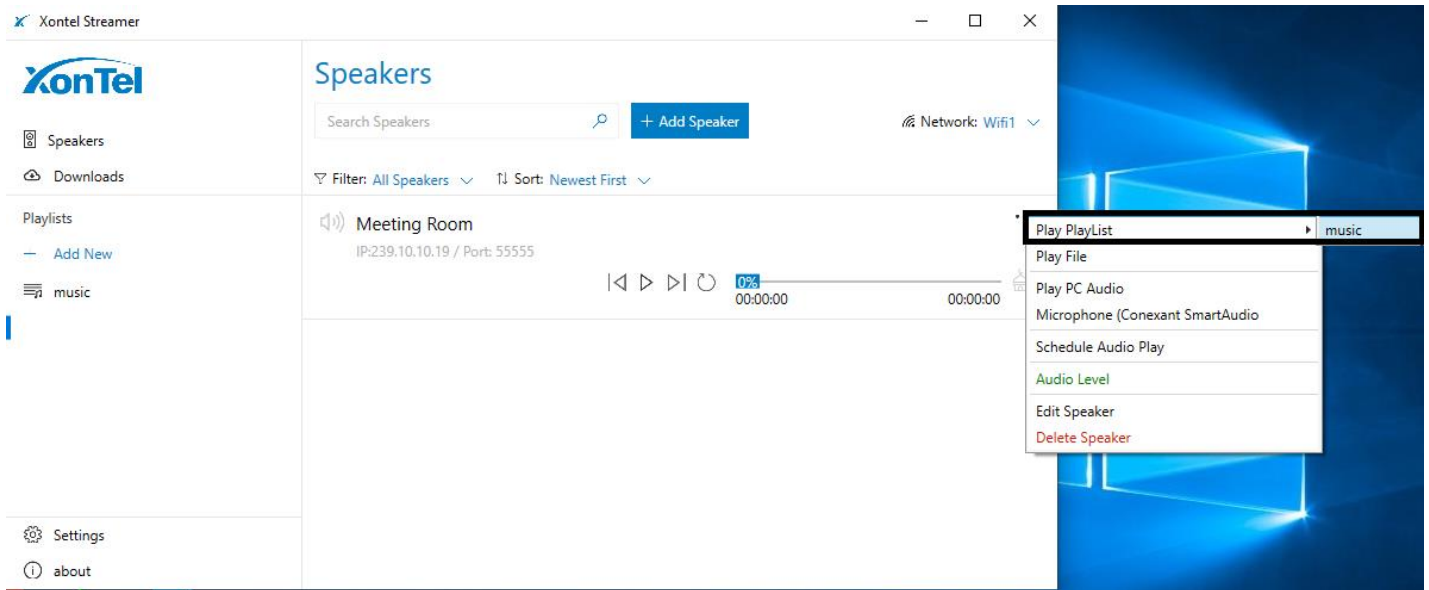 Xontel Streamer
XonTel
Speakers
Downloads
Playlists
Add New
music
Settings
about
Speakers
Search Speakers
+ Add Speaker
Network: Wifi1
Filter: All Speakers
Sort: Newest First
Meeting Room
IP:239.10.10.19 / Port: 55555
0%
00:00:00 00:00:00
Play PlayList
music
Play File
Play PC Audio
Microphone (Conexant SmartAudio
Schedule Audio Play
Audio Level
Edit Speaker
Delete Speaker